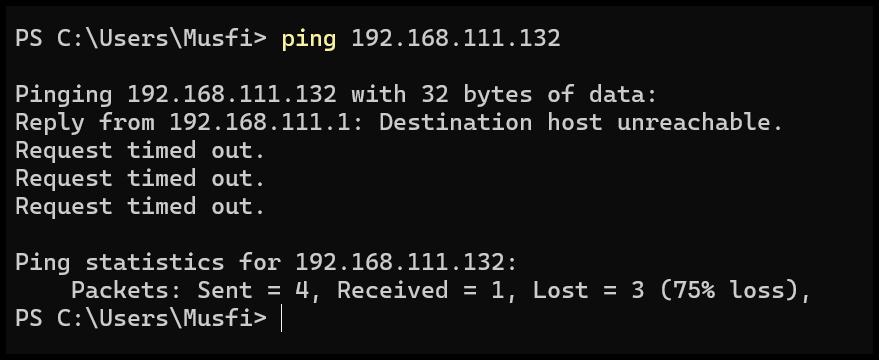 PS C:\Users\Musfi> ping 192.168.111.132
Pinging 192.168.111.132 with 32 bytes of data:
Reply from 192.168.111.1: Destination host unreachable.
Request timed out.
Request timed out.
Request timed out.
Ping statistics for 192.168.111.132:
    Packets: Sent = 4, Received = 1, Lost = 3 (75% loss),
PS C:\Users\Musfi>